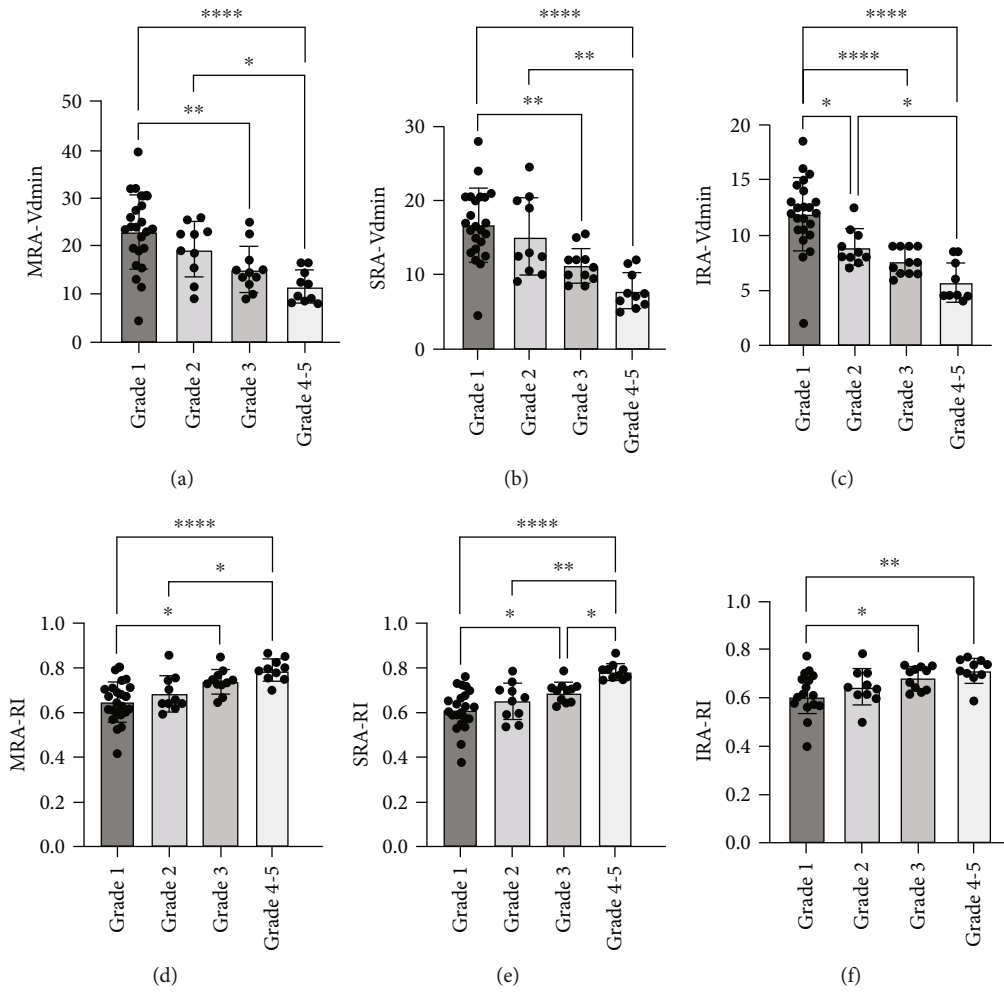 ****
*
**
50
40
30
20
10
0
MRA-Vdmin
Grade 1
Grade 2
Grade 3
Grade 4-5
(a)
****
**
**
30
20
10
0
SRA-Vdmin
Grade 1
Grade 2
Grade 3
Grade 4-5
(b)
****
****
*
*
20
15
10
5
0
IRA-Vdmin
Grade 1
Grade 2
Grade 3
Grade 4-5
(c)
****
*
*
1.0
0.8
0.6
0.4
0.2
0.0
MRA-RI
Grade 1
Grade 2
Grade 3
Grade 4-5
(d)
****
**
*
*
1.0
0.8
0.6
0.4
0.2
0.0
SRA-RI
Grade 1
Grade 2
Grade 3
Grade 4-5
(e)
**
*
1.0
0.8
0.6
0.4
0.2
0.0
IRA-RI
Grade 1
Grade 2
Grade 3
Grade 4-5
(f)